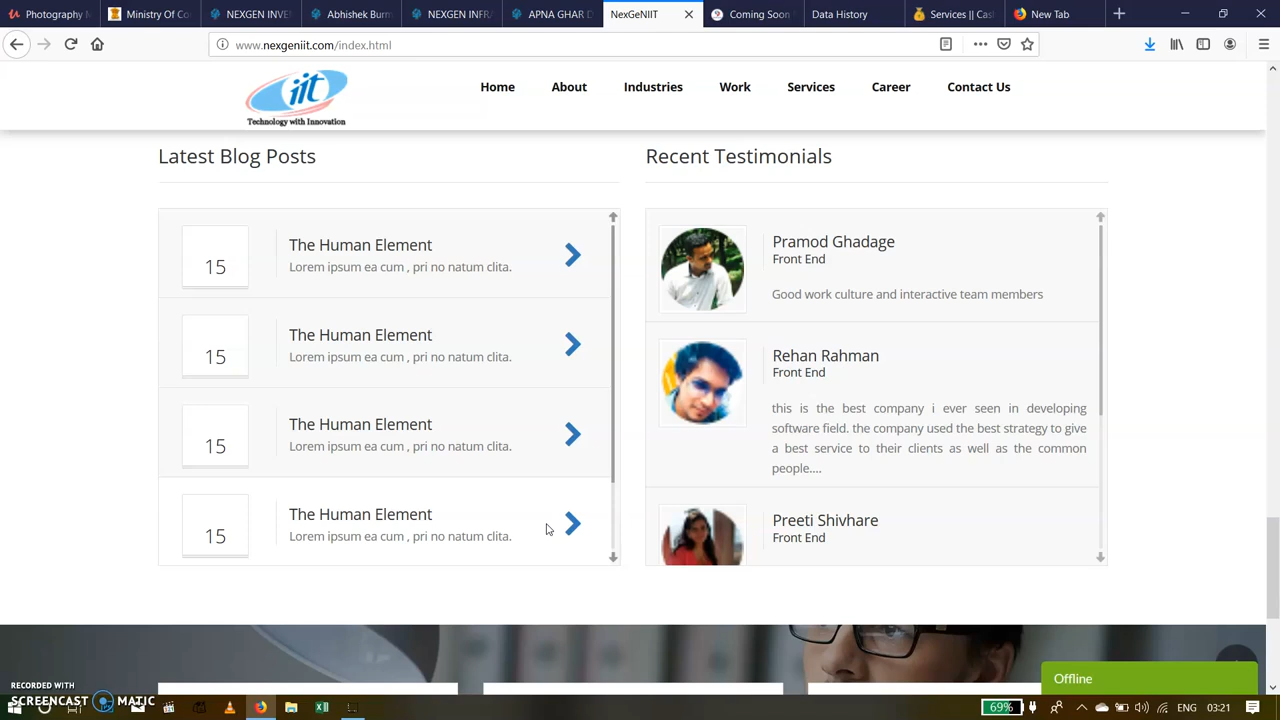 Photography M
Ministry Of Co
NEXGEN INVE
Abhishek Burm
NEXGEN INFRA
APNA GHAR D
NexGeNIIT
Coming Soon
Data History
Services || Cas
New Tab
www.nexgeniit.com/index.html
iit
Technology with Innovation
Home
About
Industries
Work
Services
Career
Contact Us
Latest Blog Posts
15
The Human Element
Lorem ipsum ea cum , pri no natum clita.
15
The Human Element
Lorem ipsum ea cum , pri no natum clita.
15
The Human Element
Lorem ipsum ea cum , pri no natum clita.
15
The Human Element
Lorem ipsum ea cum , pri no natum clita.
Recent Testimonials
Pramod Ghadage
Front End
Good work culture and interactive team members
Rehan Rahman
Front End
this is the best company i ever seen in developing
software field. the company used the best strategy to give
a best service to their clients as well as the common
people....
Preeti Shivhare
Front End
Offline
RECORDED WITH
SCREENCAST MATIC
69%
ENG
03:21